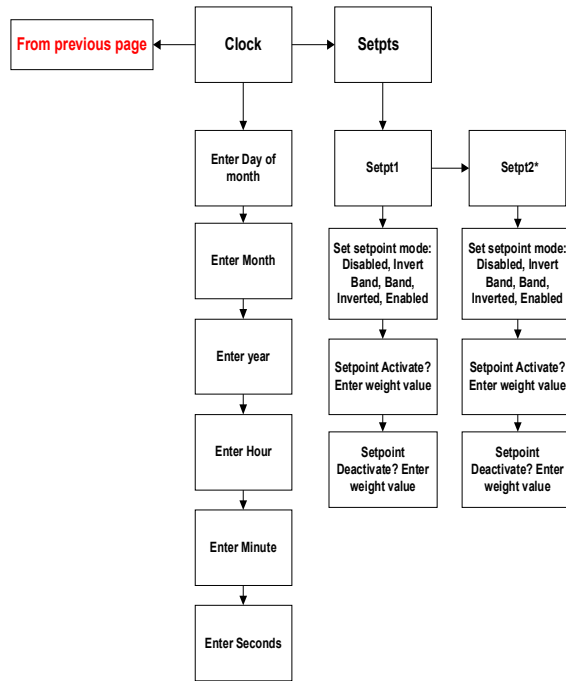 From previous page
Clock
Setpts
Enter Day of
month
Enter Month
Enter year
Enter Hour
Enter Minute
Enter Seconds
Setpt1
Set setpoint mode:
Disabled, Invert
Band, Band,
Inverted, Enabled
Setpoint Activate?
Enter weight value
Setpoint
Deactivate? Enter
weight value
Setpt2*
Set setpoint mode:
Disabled, Invert
Band, Band,
Inverted, Enabled
Setpoint Activate?
Enter weight value
Setpoint
Deactivate? Enter
weight value